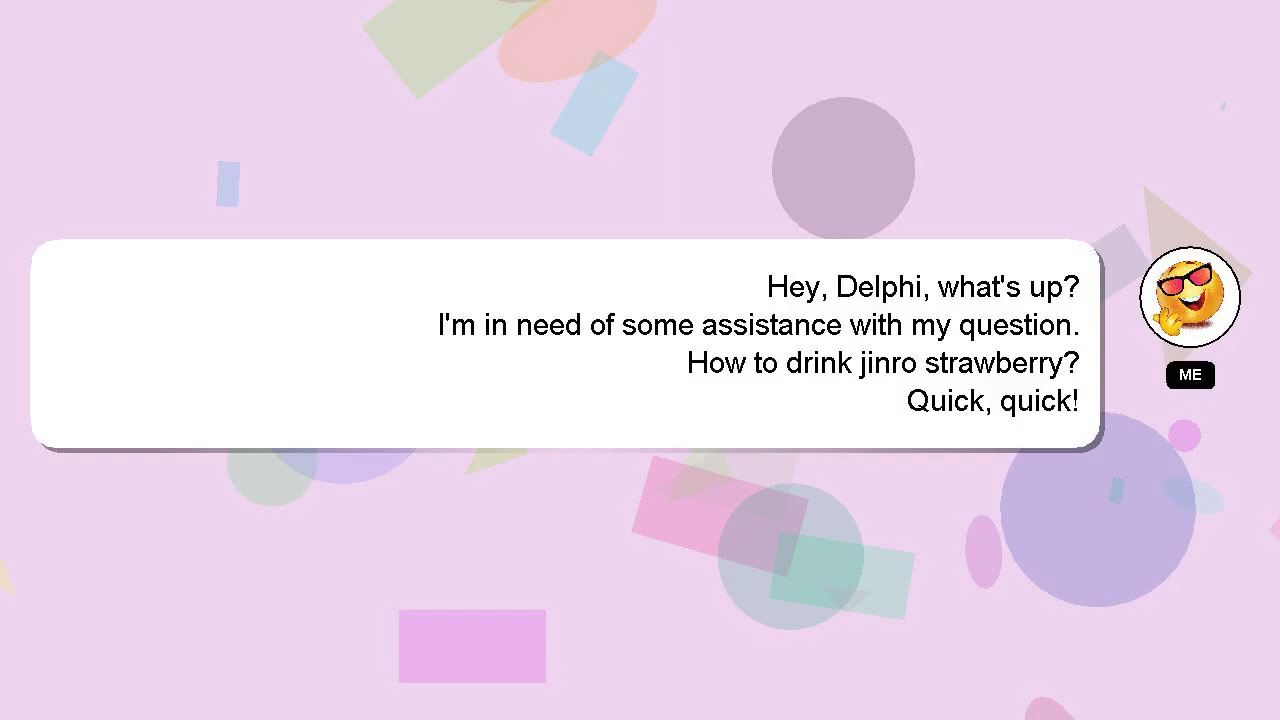 Hey, Delphi, what's up?
I'm in need of some assistance with my question.
How to drink jinro strawberry?
Quick, quick!
ME